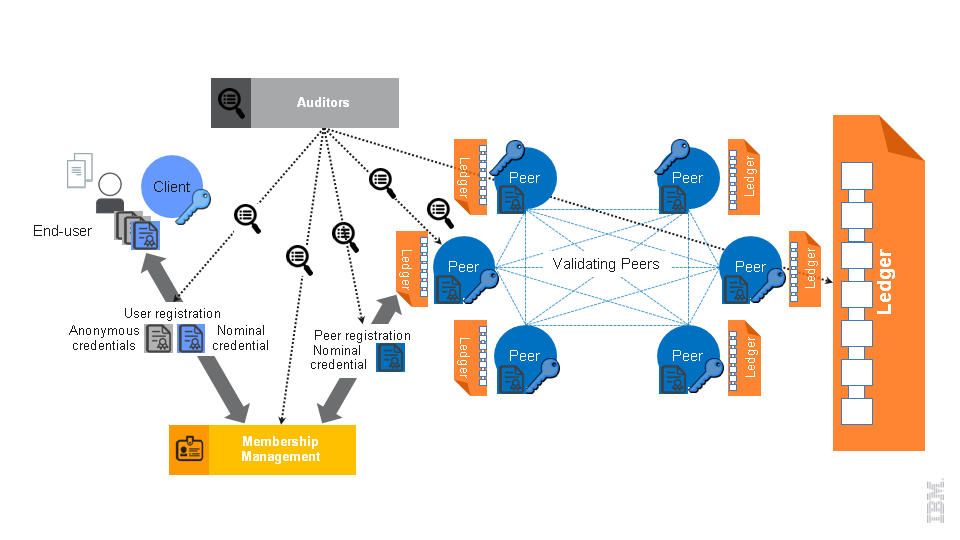 Auditors
Client
End-user
User registration
Anonymous
credentials
Nominal
credential
Peer registration
Nominal
credential
Membership
Management
Ledger
Peer
Peer
Ledger
Ledger
Peer
Validating Peers
Peer
Ledger
Ledger
Peer
Peer
Ledger
Ledger
IBM